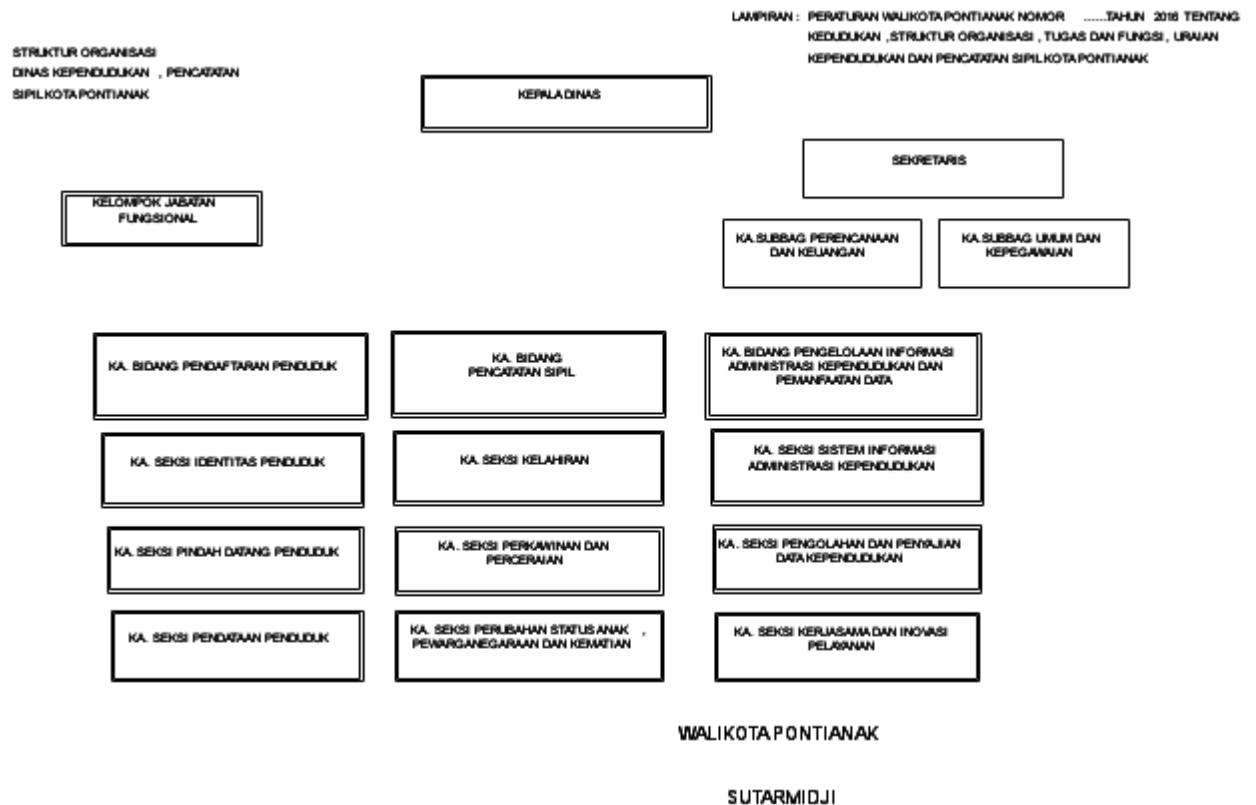 LAMPIRAN : PERATURAN WALIKOTA PONTIANAK NOMOR ......TAHUN 2016 TENTANG
KEDUDUKAN ,STRUKTUR ORGANISASI , TUGAS DAN FUNGSI , URAIAN
KEPENDUDUKAN DAN PENCATATAN SIPIL KOTA PONTIANAK
STRUKTUR ORGANISASI
DINAS KEPENDUDUKAN , PENCATATAN
SIPIL KOTA PONTIANAK
KEPALA DINAS
SEKRETARIS
KELOMPOK JABATAN
FUNGSIONAL
KA. SUBBAG PERENCANAAN
DAN KEUANGAN
KA. SUBBAG UMUM DAN
KEPEGAWAIAN
KA. BIDANG PENDAFTARAN PENDUDUK
KA. BIDANG
PENCATATAN SIPIL
KA. BIDANG PENGELOLAAN INFORMASI
ADMINISTRASI KEPENDUDUKAN DAN
PEMANFAATAN DATA
KA. SEKSI IDENTITAS PENDUDUK
KA. SEKSI KELAHIRAN
KA. SEKSI SISTEM INFORMASI
ADMINISTRASI KEPENDUDUKAN
KA. SEKSI PINDAH DATANG PENDUDUK
KA. SEKSI PERKAWINAN DAN
PERCERAIAN
KA. SEKSI PENGOLAHAN DAN PENYAJIAN
DATA KEPENDUDUKAN
KA. SEKSI PENDATAAN PENDUDUK
KA. SEKSI PERUBAHAN STATUS ANAK ,
PEWARGANEGARAAN DAN KEMATIAN
KA. SEKSI KERJASAMA DAN INOVASI
PELAYANAN
WALIKOTA PONTIANAK
SUTARMIDJI